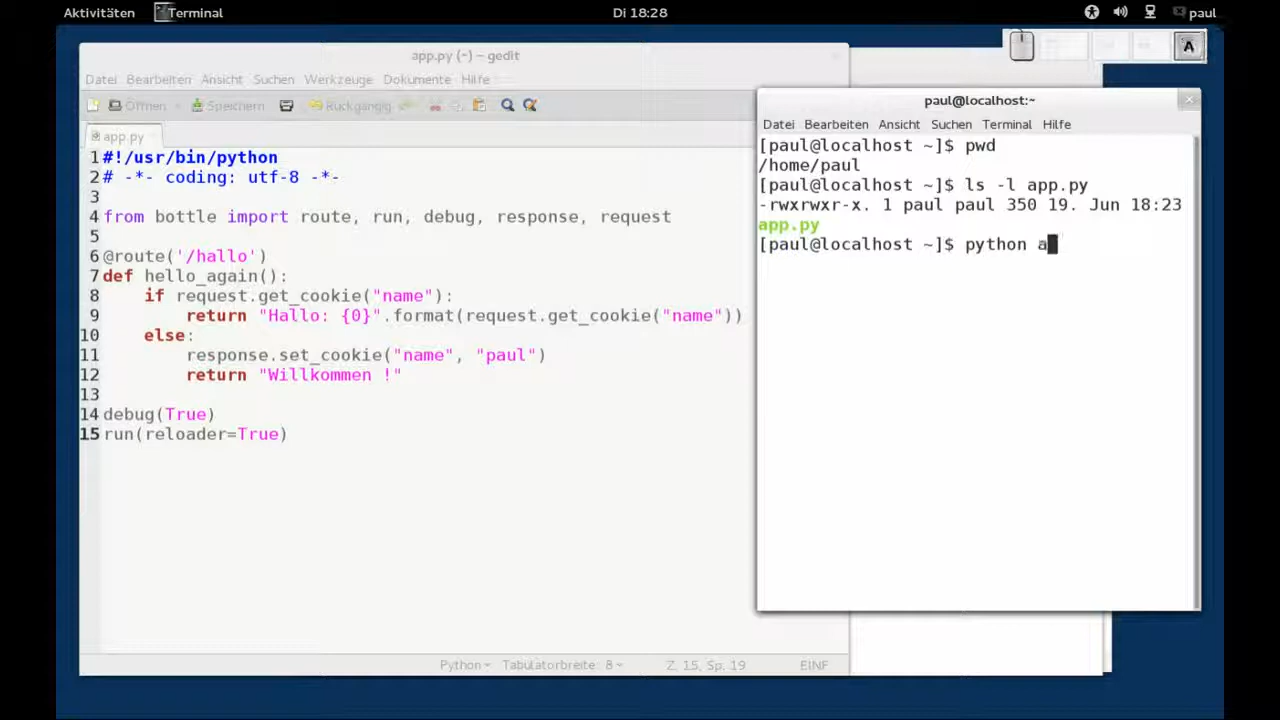 Aktivitäten Terminal Di 18:28 paul
A
app.py (~) – gedit
Datei Bearbeiten Ansicht Suchen Werkzeuge Dokumente Hilfe
Öffnen Speichern Rückgängig
app.py
1 #!/usr/bin/python
2 # -*- coding: utf-8 -*-
3
4 from bottle import route, run, debug, response, request
5
6 @route('/hallo')
7 def hello_again():
8     if request.get_cookie("name"):
9         return "Hallo: {0}".format(request.get_cookie("name"))
10     else:
11         response.set_cookie("name", "paul")
12         return "Willkommen !"
13
14 debug(True)
15 run(reloader=True)
Python Tabulatorbreite: 8 Z. 15, Sp. 19 EINF
paul@localhost:~
Datei Bearbeiten Ansicht Suchen Terminal Hilfe
[paul@localhost ~]$ pwd
/home/paul
[paul@localhost ~]$ ls -l app.py
-rwxrwxr-x. 1 paul paul 350 19. Jun 18:23
app.py
[paul@localhost ~]$ python a